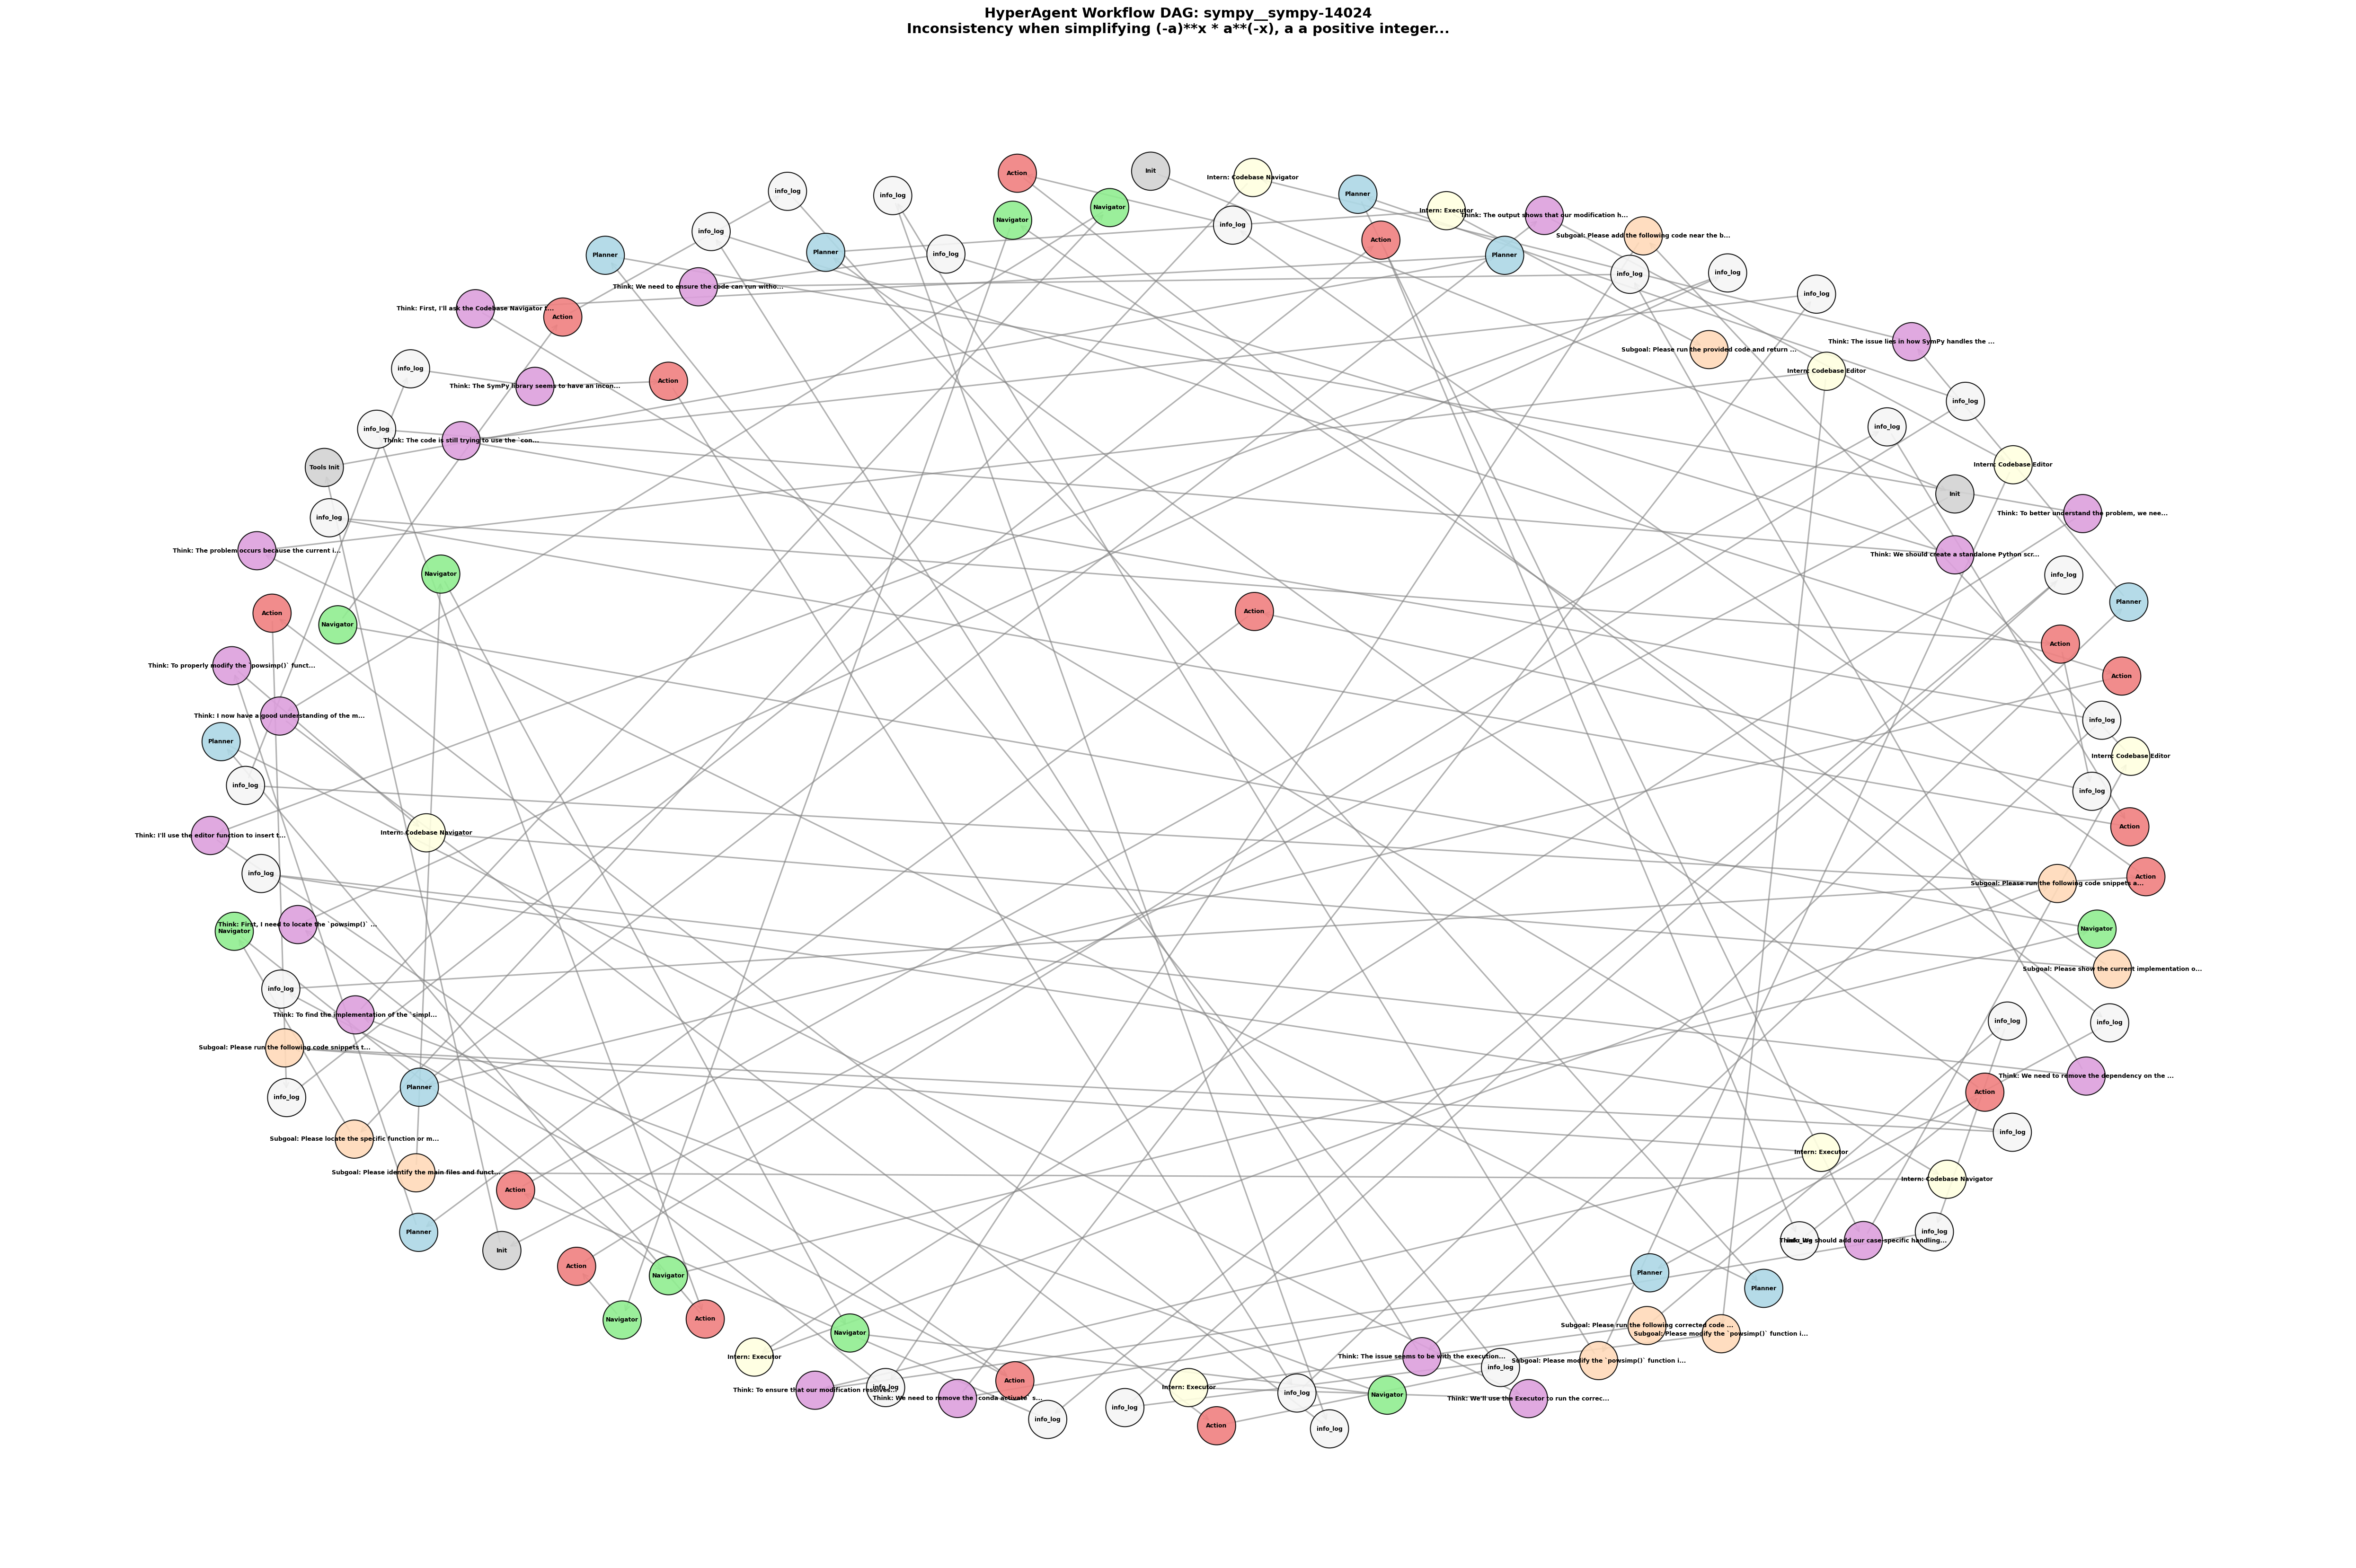 HyperAgent Workflow DAG: sympy__sympy-14024
Inconsistency when simplifying (-a)**x * a**(-x), a a positive integer...
Init
Action
Intern: Codebase Navigator
info_log
info_log
Planner
Navigator
Intern: Executor
Think: The output shows that our modification h...
Navigator
info_log
info_log
Subgoal: Please add the following code near the b...
Action
Planner
Planner
info_log
Planner
info_log
info_log
Think: We need to ensure the code can run witho...
info_log
Think: First, I'll ask the Codebase Navigator t...
Action
Think: The issue lies in how SymPy handles the ...
Subgoal: Please run the provided code and return ...
info_log
Intern: Codebase Editor
Action
Think: The SymPy library seems to have an incon...
info_log
info_log
info_log
Think: The code is still trying to use the `con...
Intern: Codebase Editor
Tools Init
Init
Think: To better understand the problem, we nee...
info_log
Think: The problem occurs because the current i...
Think: We should create a standalone Python scr...
Navigator
info_log
Planner
Action
Action
Navigator
Action
Think: To properly modify the `powsimp()` funct...
Action
Think: I now have a good understanding of the m...
info_log
Planner
Intern: Codebase Editor
info_log
info_log
Action
Intern: Codebase Navigator
Think: I'll use the editor function to insert t...
info_log
Action
Subgoal: Please run the following code snippets a...
Think: First, I need to locate the `powsimp()` ...
Navigator
Navigator
Subgoal: Please show the current implementation o...
info_log
Think: To find the implementation of the `simpl...
info_log
info_log
Subgoal: Please run the following code snippets t...
Think: We need to remove the dependency on the ...
Planner
Action
info_log
info_log
Subgoal: Please locate the specific function or m...
Intern: Executor
Subgoal: Please identify the main files and funct...
Intern: Codebase Navigator
Action
Planner
info_log
info_log
Think: We should add our case-specific handling...
Init
Action
Navigator
Planner
Planner
Navigator
Action
Subgoal: Please run the following corrected code ...
Navigator
Subgoal: Please modify the `powsimp()` function i...
Intern: Executor
Think: The issue seems to be with the execution...
Subgoal: Please modify the `powsimp()` function i...
info_log
Action
Intern: Executor
info_log
Think: To ensure that our modification resolves...
info_log
Navigator
Think: We need to remove the `conda activate` s...
Think: We'll use the Executor to run the correc...
info_log
info_log
Action
info_log